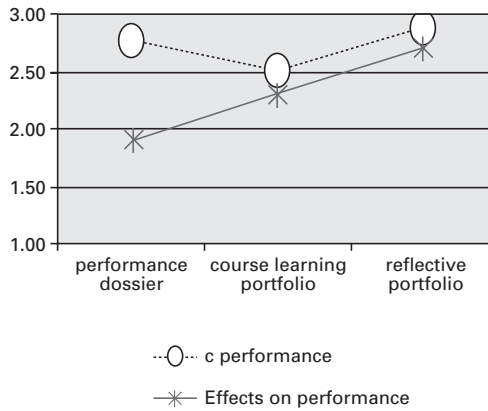 3.00
2.50
2.00
1.50
1.00
performance dossier
course learning portfolio
reflective portfolio
c performance
Effects on performance